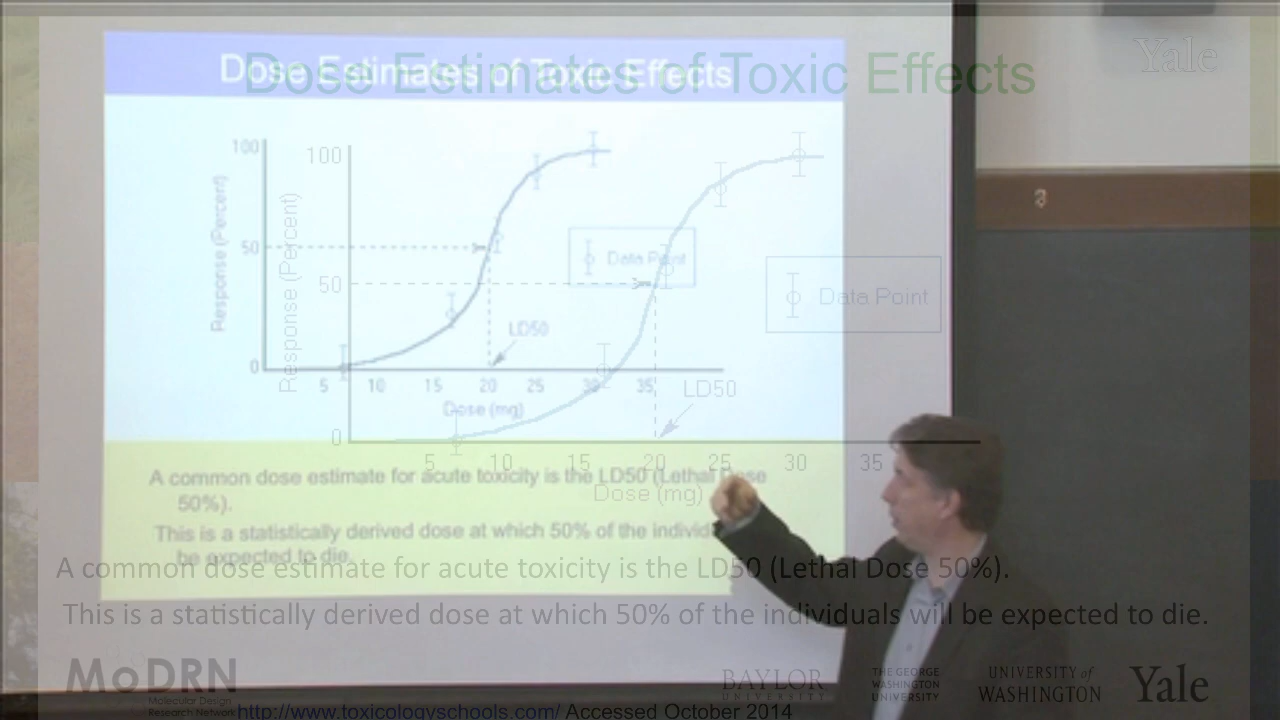 Dose Estimates of Toxic Effects
100
50
0
Response (Percent)
Data Point
LD50
5 10 15 20 25 30 35
Dose (mg)
A common dose estimate for acute toxicity is the LD50 (Lethal Dose
50%).
This is a statistically derived dose at which 50% of the
be expected to die.
Yale
Dose Estimates of Toxic Effects
100
50
0
Response (Percent)
Data Point
LD50
5 10 15 20 25 30 35
Dose (mg)
A common dose estimate for acute toxicity is the LD50 (Lethal Dose 50%).
This is a statistically derived dose at which 50% of the individuals will be expected to die.
MoDRN
Molecular Design
Research Network
http://www.toxicologyschools.com/ Accessed October 2014
BAYLOR
UNIVERSITY
THE GEORGE
WASHINGTON
UNIVERSITY
UNIVERSITY of
WASHINGTON
Yale